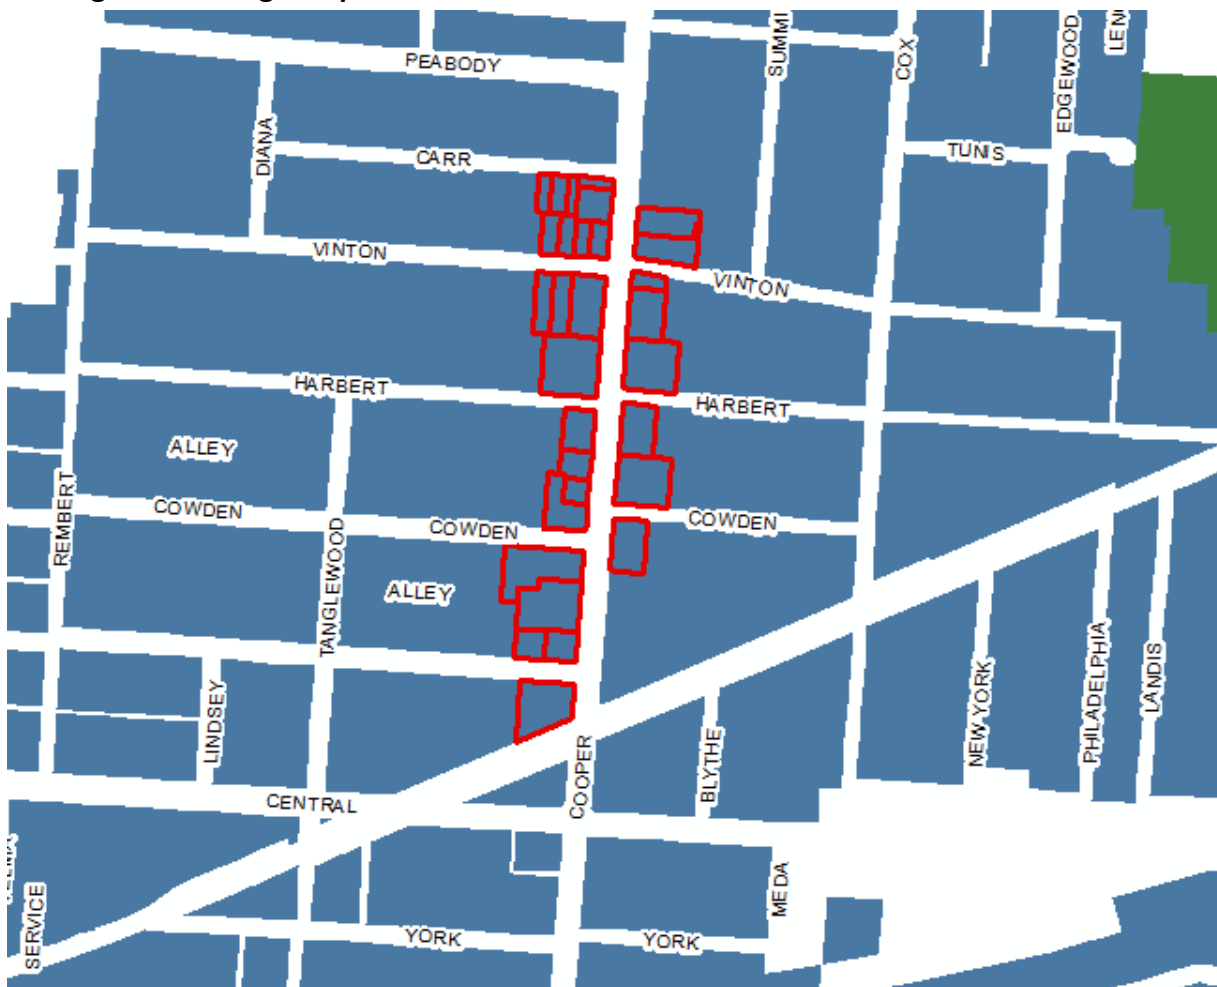 PEABODY
SUMMI
COX
EDGEWOOD
LEN
DIANA
CARR
TUNIS
VINTON
VINTON
HARBERT
HARBERT
ALLEY
REMBERT
COWDEN
COWDEN
COWDEN
TANGLEWOOD
ALLEY
LINDSEY
NEW YORK
PHILADELPHIA
LANDIS
BLYTHE
COOPER
CENTRAL
MEDA
SERVICE
YORK
YORK